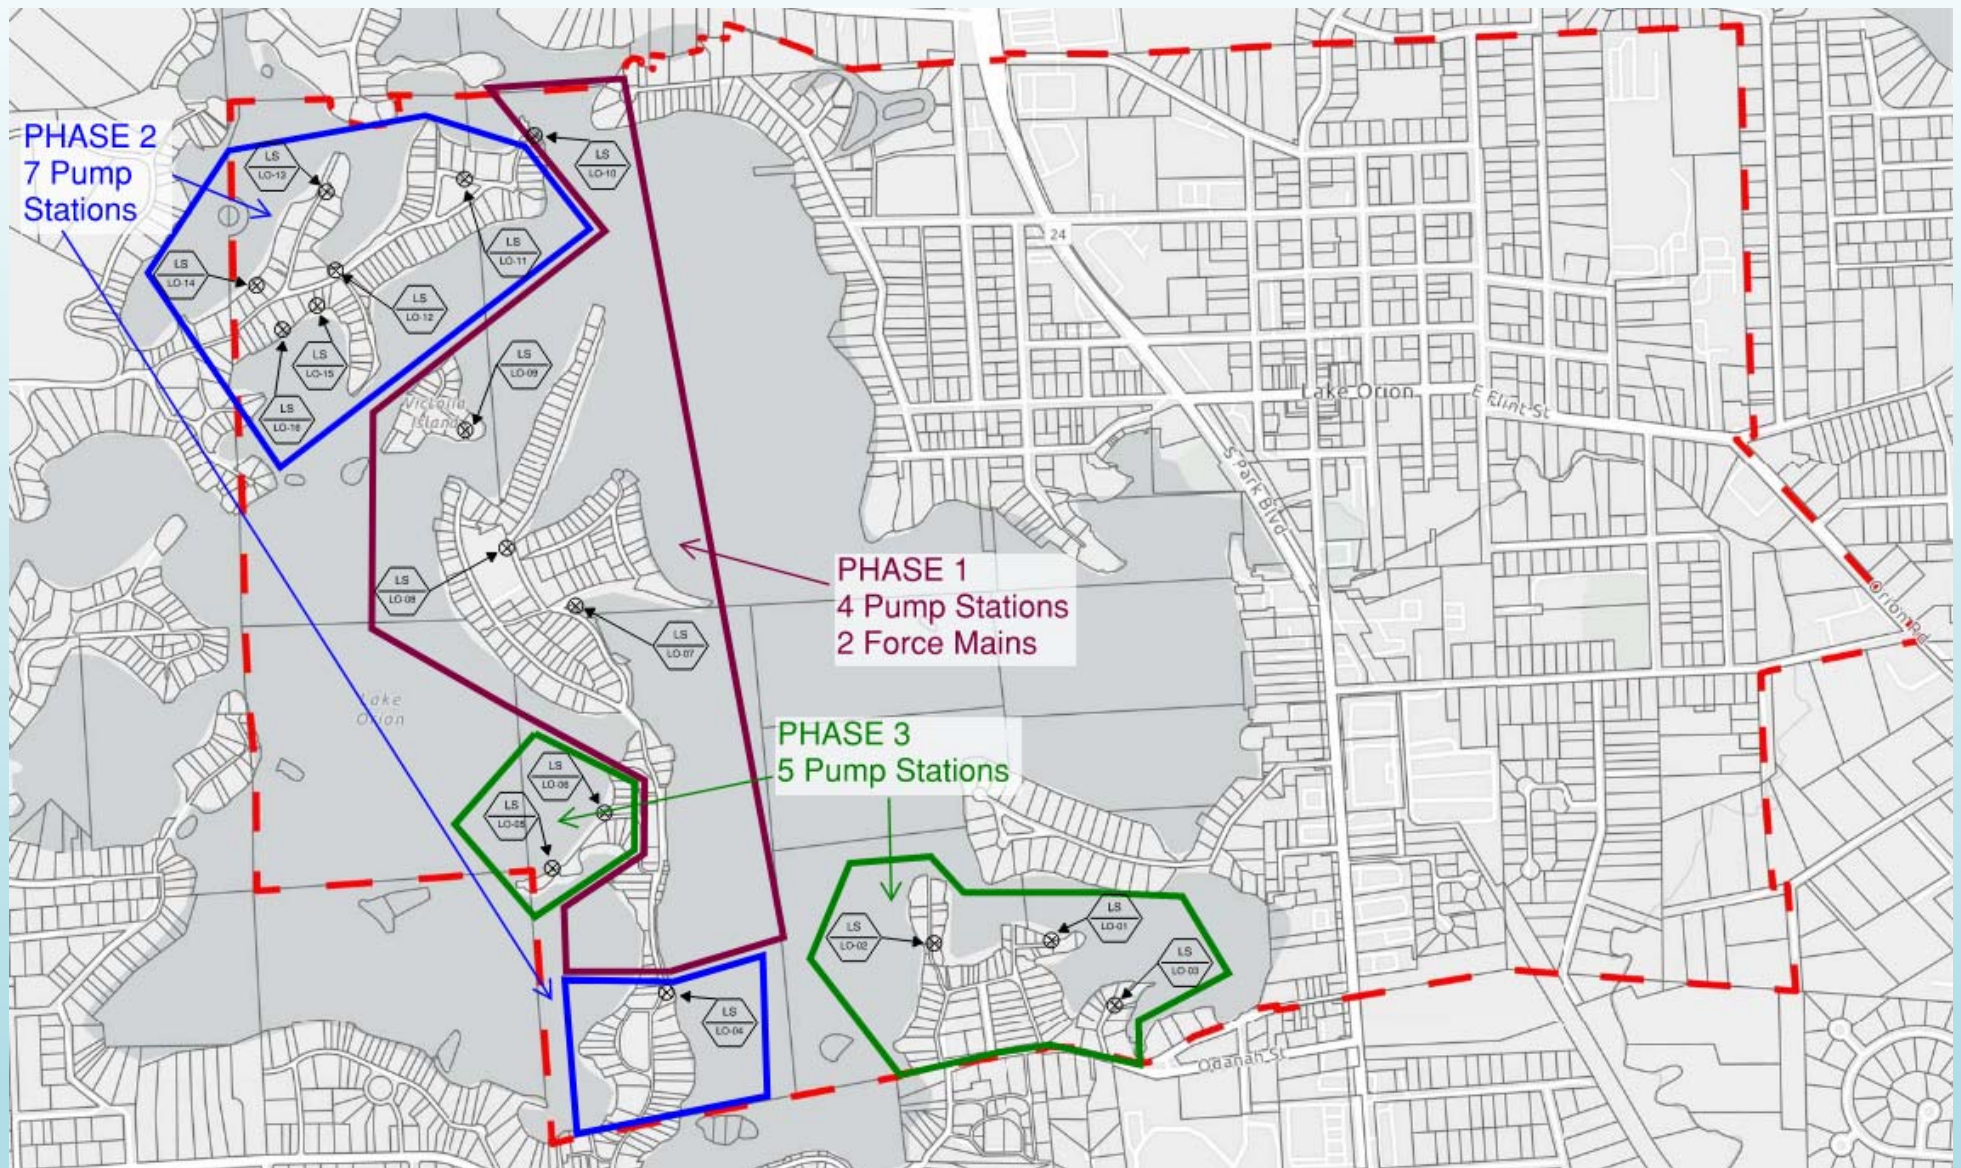 PHASE 2
7 Pump
Stations
LS
LO-13
LS
LO-10
LS
LO-11
LS
LO-14
LS
LO-12
LS
LO-15
LS
LO-16
LS
LO-09
Victoria
Island
24
Lake Orion
E Flint St
S Park Blvd
Orion Rd
LS
LO-08
LS
LO-07
PHASE 1
4 Pump Stations
2 Force Mains
Lake
Orion
PHASE 3
5 Pump Stations
LS
LO-06
LS
LO-05
LS
LO-02
LS
LO-01
LS
LO-03
LS
LO-04
Odanah St